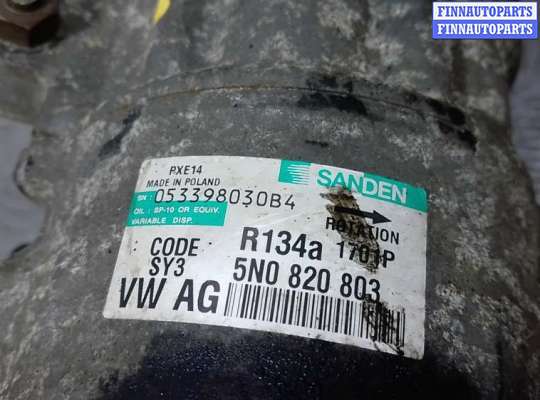 FINNAUTOPARTS
FINNAUTOPARTS
PXE14
MADE IN POLAND
SANDEN
SN: 053398030B4
OIL: SP-10 OR EQUIV.
VARIABLE DISP.
ROTATION
CODE: R134a 1701P
SY3 5N0 820 803
VW AG